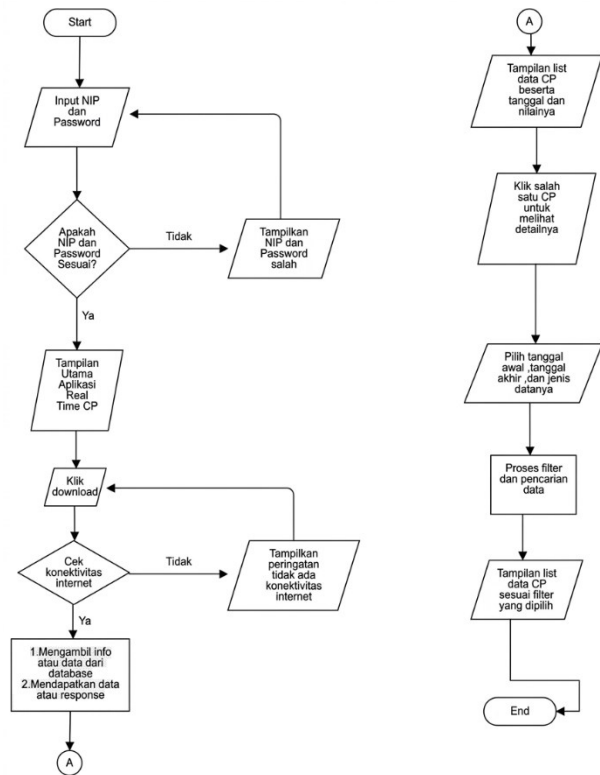 Start
Input NIP
dan
Password
Apakah
NIP dan
Password
Sesuai?
Tidak
Tampilkan
NIP dan
Password
salah
Ya
Tampilan
Utama
Aplikasi
Real
Time CP
Klik
download
Cek
konektivitas
internet
Tidak
Tampilkan
peringatan
tidak ada
konektivitas
internet
Ya
1.Mengambil info
atau data dari
database
2.Mendapatkan data
atau response
A
A
Tampilan list
data CP
beserta
tanggal dan
nilainya
Klik salah
satu CP
untuk
melihat
detailnya
Pilih tanggal
awal ,tanggal
akhir ,dan jenis
datanya
Proses filter
dan pencarian
data
Tampilan list
data CP
sesuai filter
yang dipilih
End